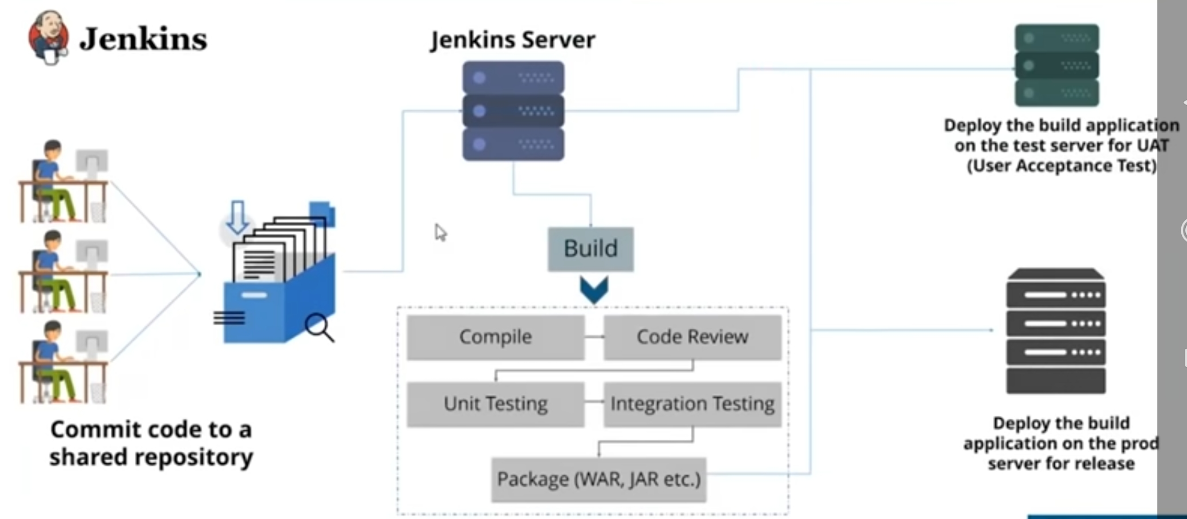 Jenkins
Jenkins Server
Commit code to a
shared repository
Build
Compile
Code Review
Unit Testing
Integration Testing
Package (WAR, JAR etc.)
Deploy the build application
on the test server for UAT
(User Acceptance Test)
Deploy the build
application on the prod
server for release